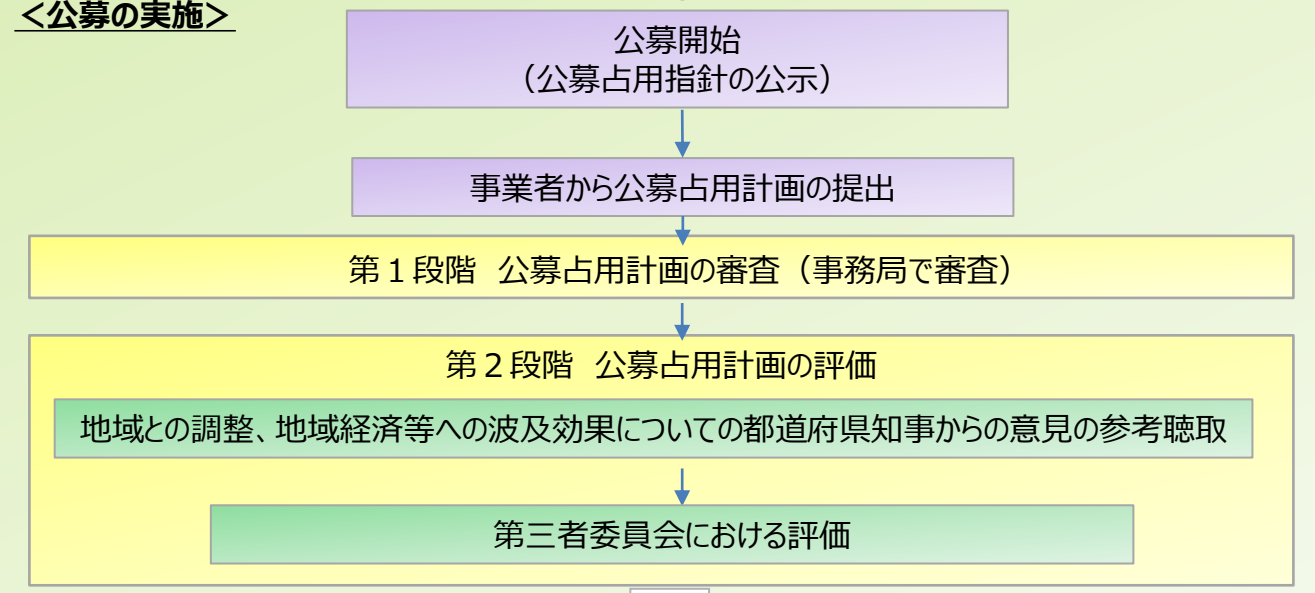 ＜公募の実施＞
公募開始
（公募占用指針の公示）
事業者から公募占用計画の提出
第１段階　公募占用計画の審査（事務局で審査）
第２段階　公募占用計画の評価
地域との調整、地域経済等への波及効果についての都道府県知事からの意見の参考聴取
第三者委員会における評価